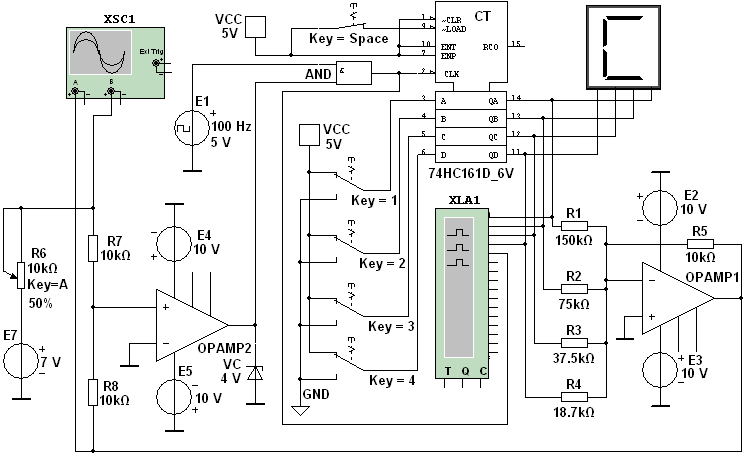 XSC1
Ext Trig
A
B
VCC
5V
Key = Space
CT
~CLR
~LOAD
ENT
ENP
CLK
RCO
1
9
10
7
2
15
AND
&
E1
100 Hz
5 V
A
B
C
D
QA
QB
QC
QD
3
4
5
6
14
13
12
11
74HC161D_6V
VCC
5V
Key = 1
Key = 2
Key = 3
Key = 4
GND
XLA1
T Q C
C
R1
150kΩ
R2
75kΩ
R3
37.5kΩ
R4
18.7kΩ
E2
10 V
R5
10kΩ
OPAMP1
E3
10 V
R6
10kΩ
Key=A
50%
R7
10kΩ
E4
10 V
OPAMP2
E7
7 V
R8
10kΩ
E5
10 V
VC
4 V